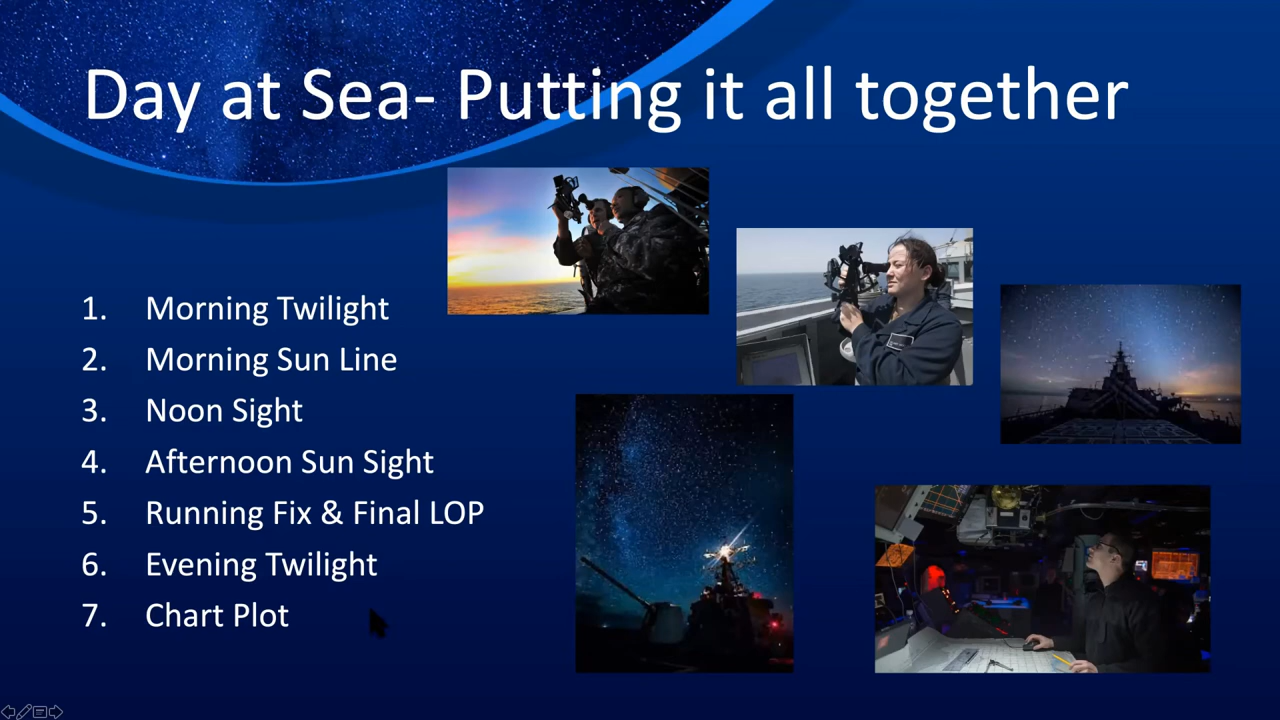 Day at Sea- Putting it all together
1. Morning Twilight
2. Morning Sun Line
3. Noon Sight
4. Afternoon Sun Sight
5. Running Fix & Final LOP
6. Evening Twilight
7. Chart Plot